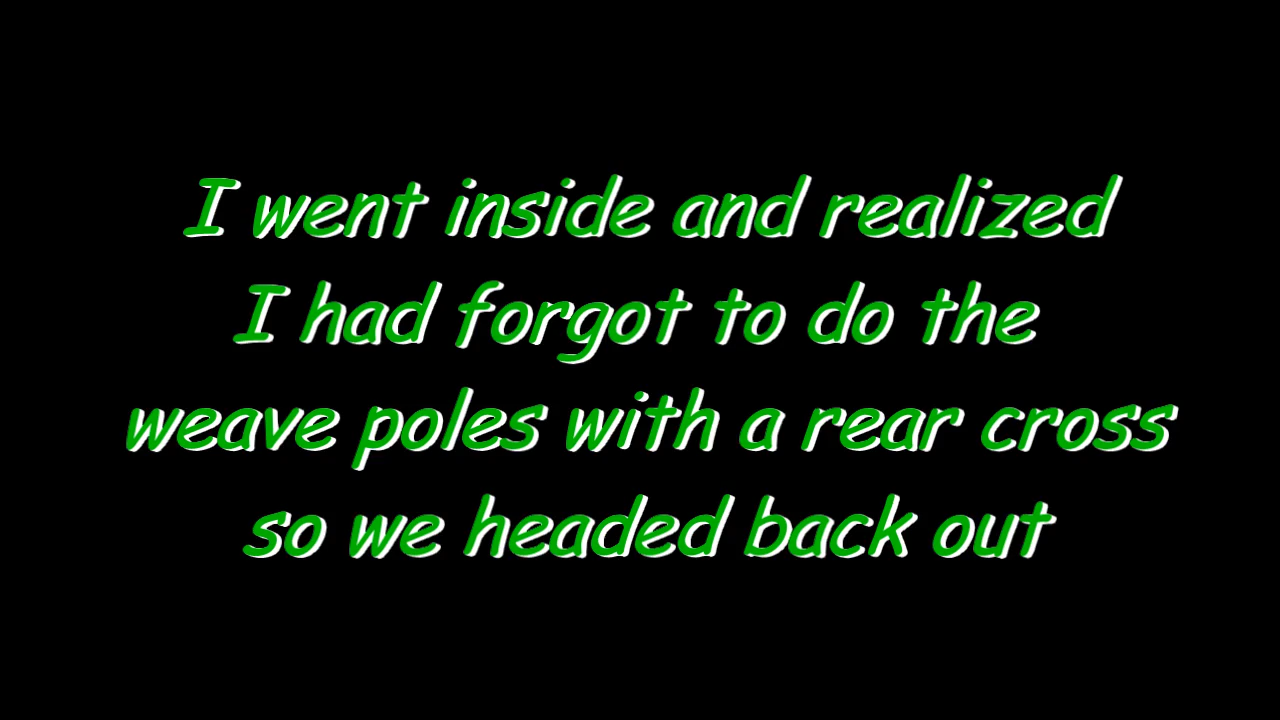 I went inside and realized
I had forgot to do the
weave poles with a rear cross
so we headed back out